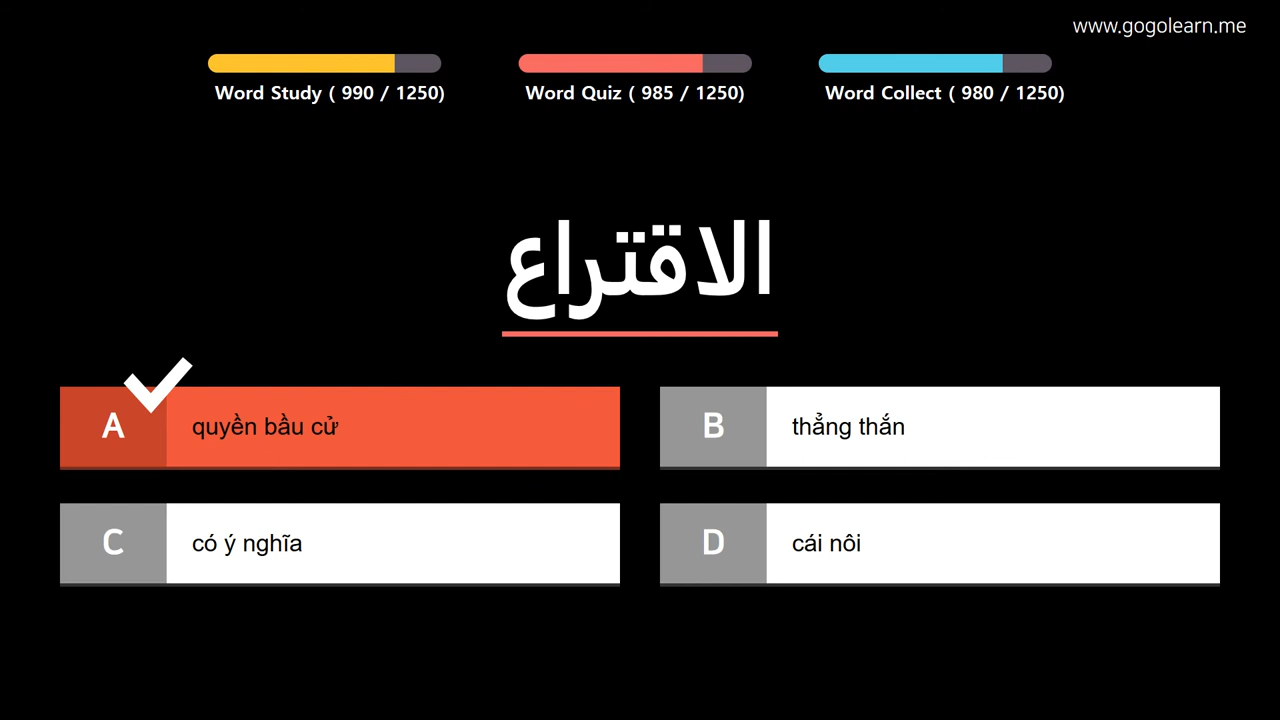 www.gogolearn.me
Word Study ( 990 / 1250)
Word Quiz ( 985 / 1250)
Word Collect ( 980 / 1250)
الاقتراع
A quyền bầu cử
B thẳng thắn
C có ý nghĩa
D cái nôi